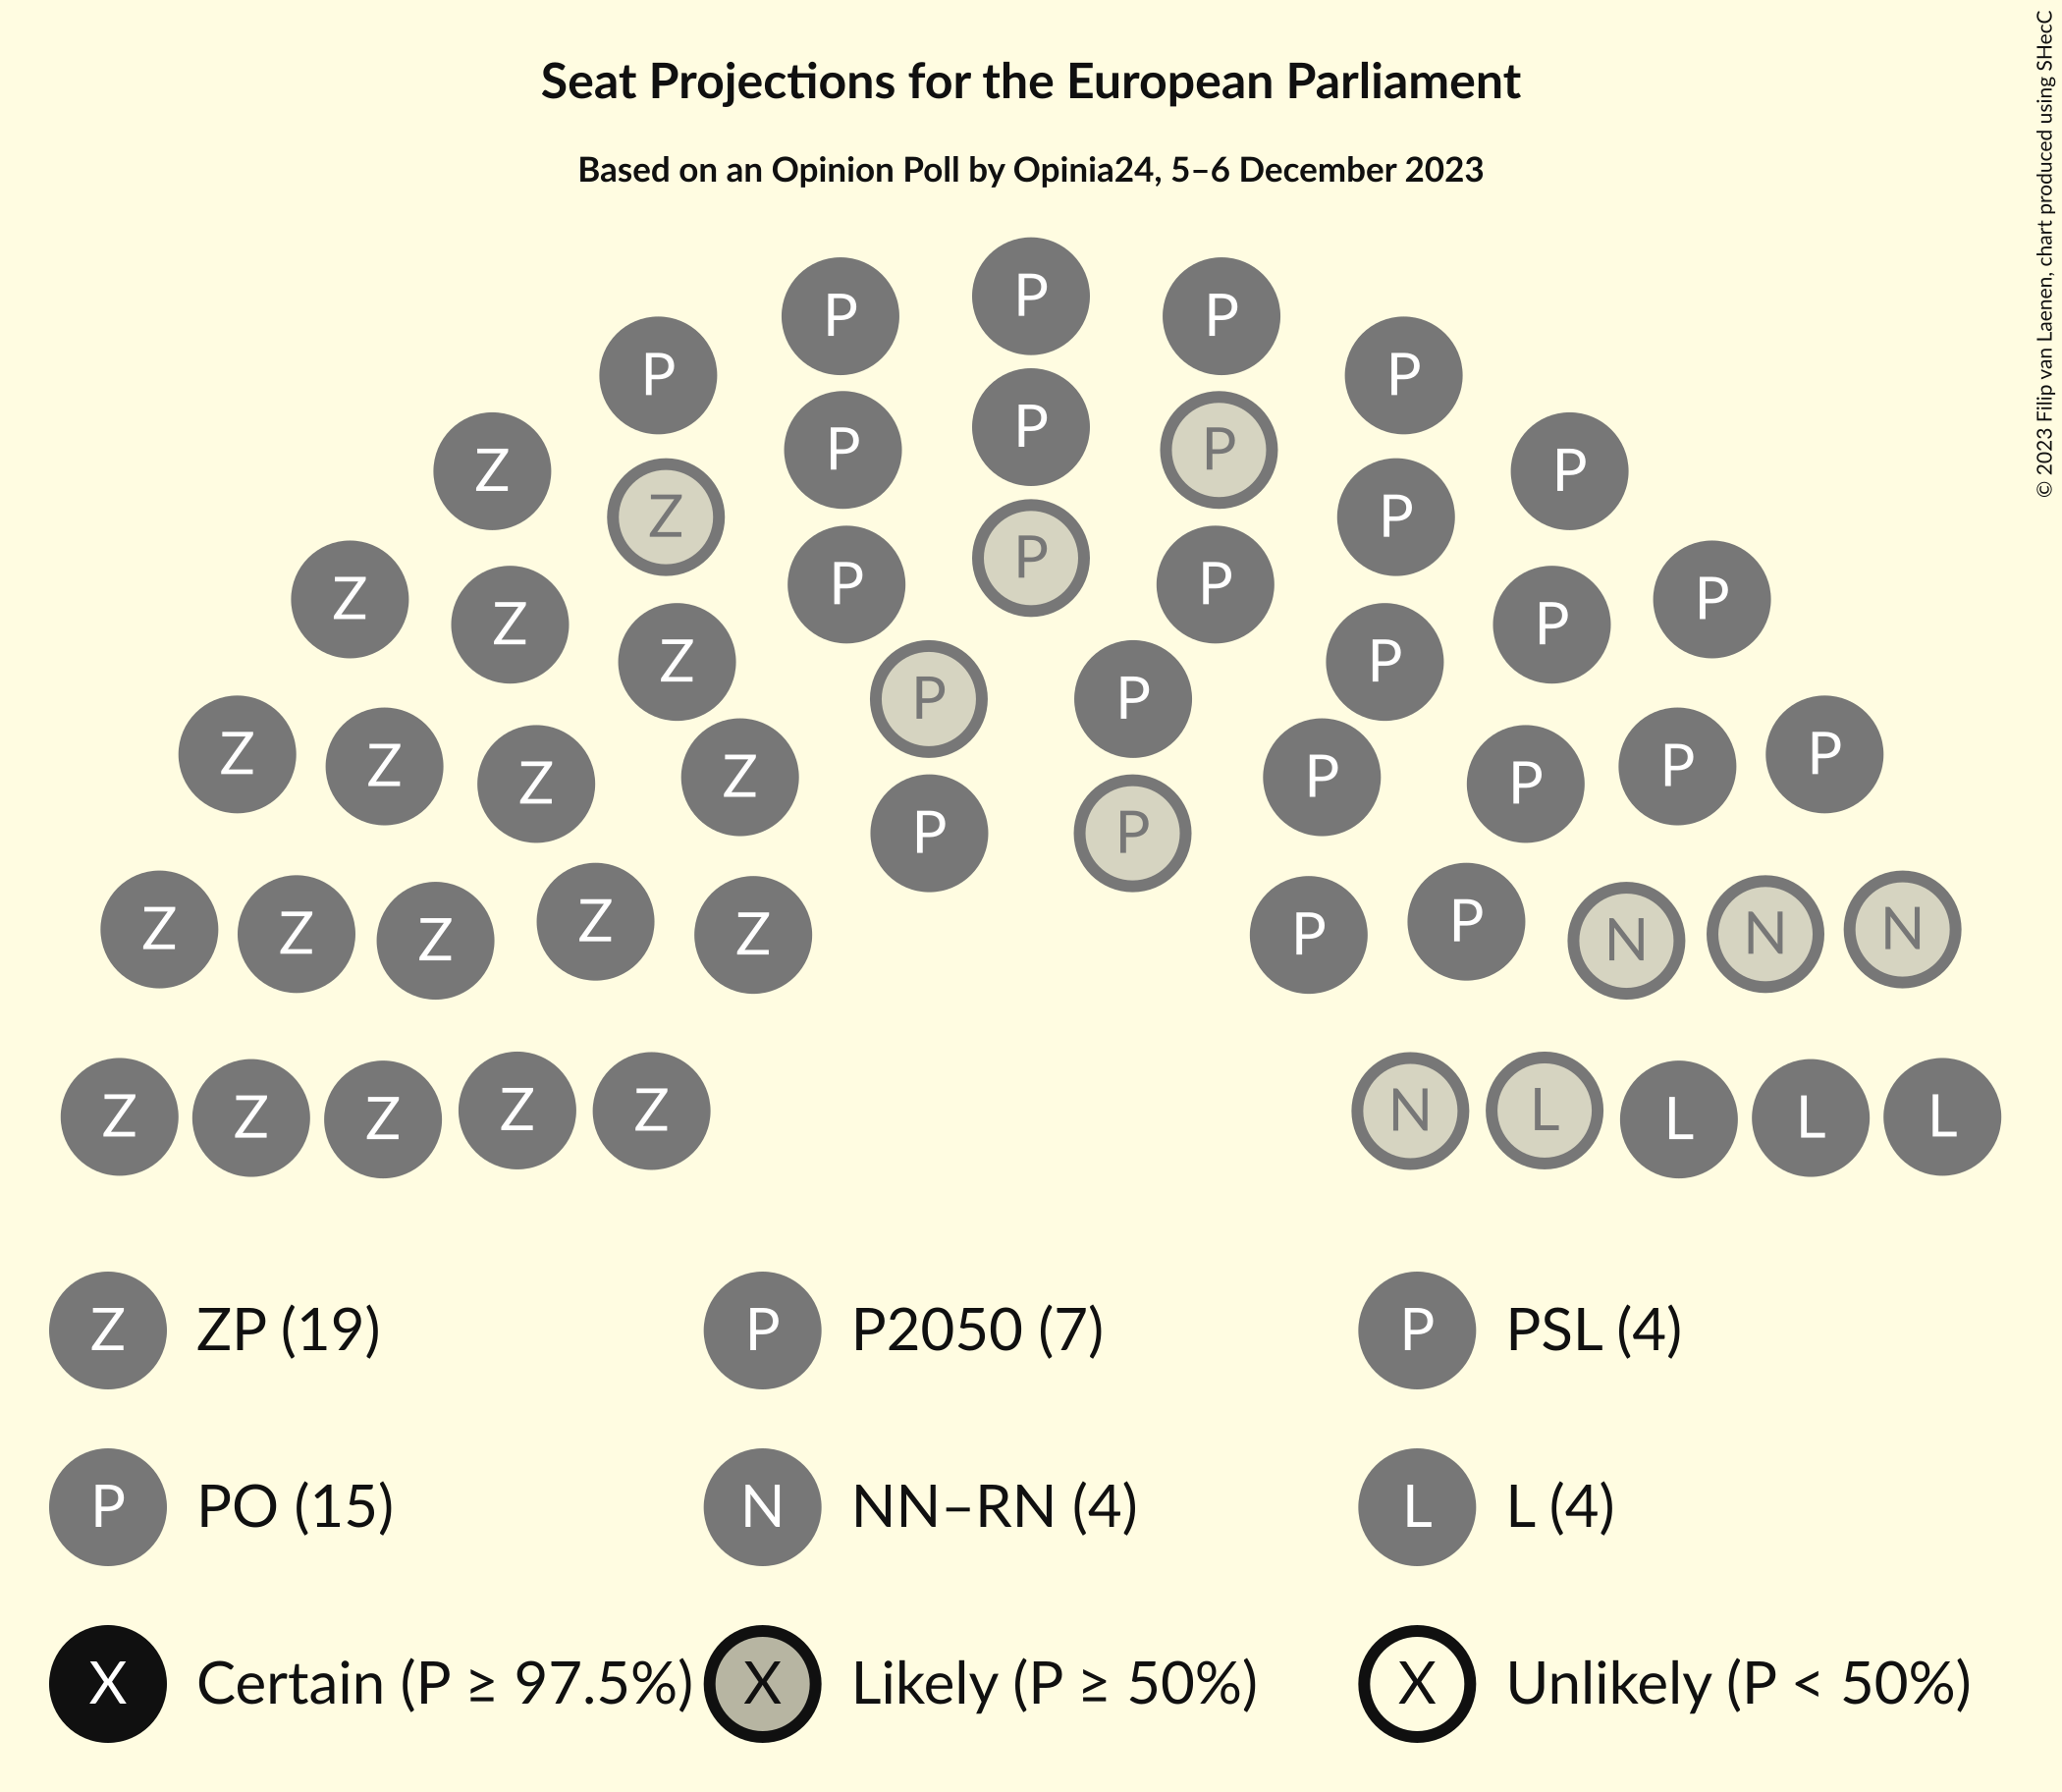 Seat Projections for the European Parliament
Based on an Opinion Poll by Opinia24, 5–6 December 2023
© 2023 Filip van Laenen, chart produced using SHecC
P
P P
P P
Z P P P P
Z P P
Z Z P P P P
Z Z P P
P P
Z Z Z Z P P P P
P P
Z Z Z Z Z P P N N N
Z Z Z Z Z N L L L L
Z ZP (19) P P2050 (7) P PSL (4)
P PO (15) N NN–RN (4) L L (4)
X Certain (P ≥ 97.5%) X Likely (P ≥ 50%) X Unlikely (P < 50%)